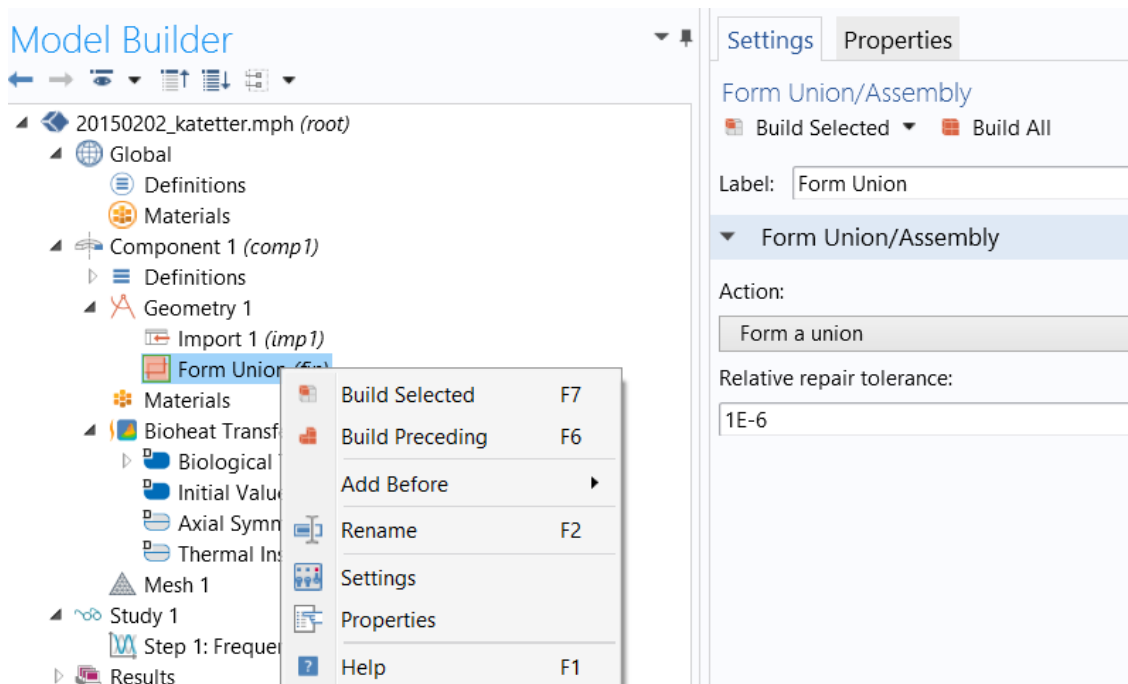 Model Builder
20150202_katetter.mph (root)
Global
Definitions
Materials
Component 1 (comp1)
Definitions
Geometry 1
Import 1 (imp1)
Form Union (fin)
Materials
Bioheat Transf
Biological
Initial Value
Axial Symm
Thermal Ins
Mesh 1
Study 1
Step 1: Frequen
Results
Build Selected F7
Build Preceding F6
Add Before
Rename F2
Settings
Properties
Help F1
Settings Properties
Form Union/Assembly
Build Selected Build All
Label: Form Union
Form Union/Assembly
Action:
Form a union
Relative repair tolerance:
1E-6